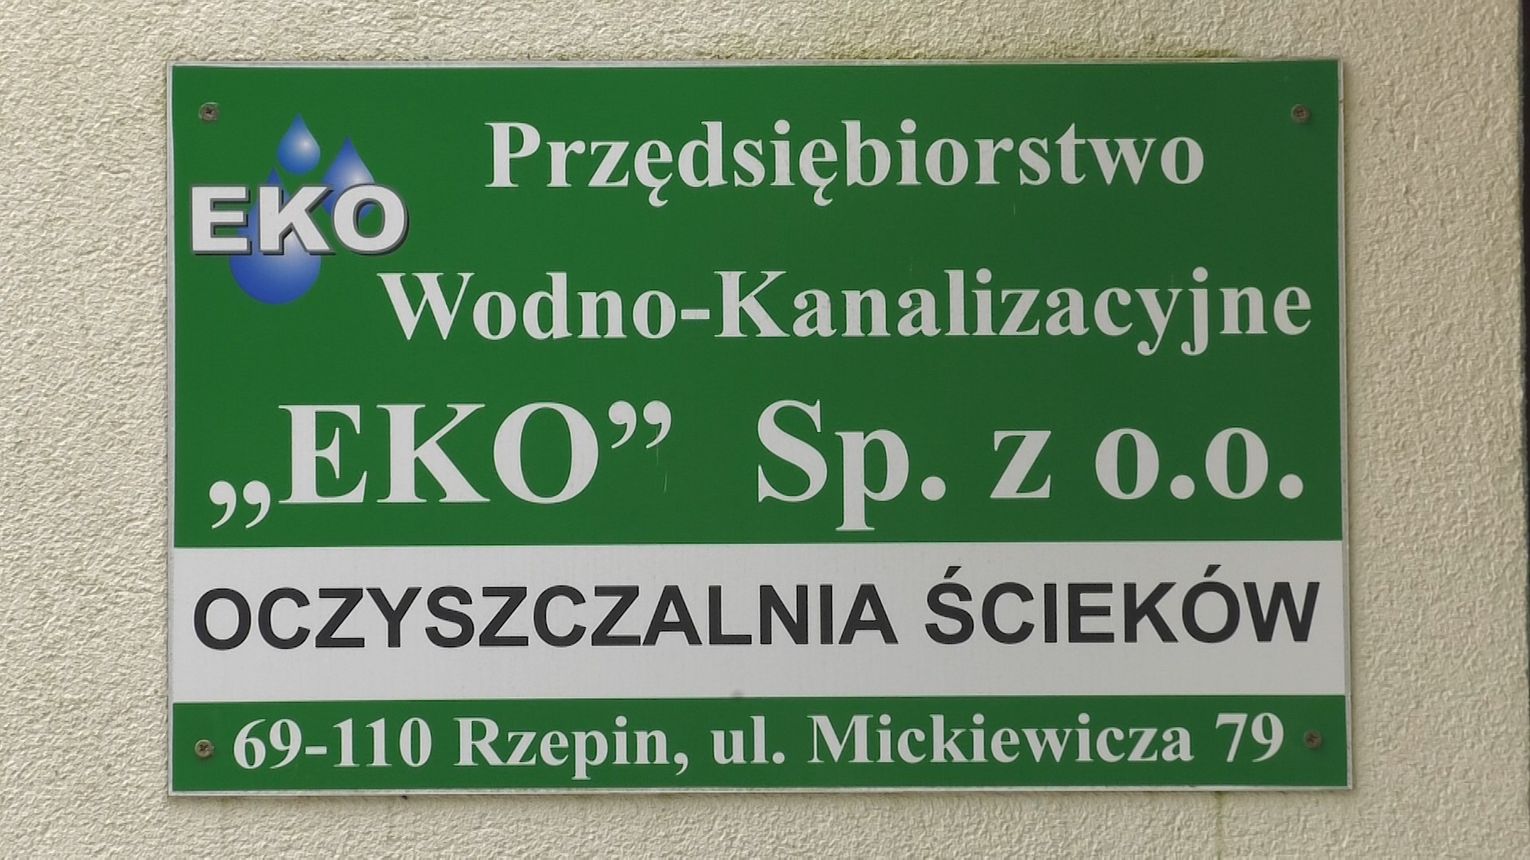 EKO
Przędsiębiorstwo
Wodno-Kanalizacyjne
„EKO” Sp. z o.o.
OCZYSZCZALNIA ŚCIEKÓW
69-110 Rzepin, ul. Mickiewicza 79